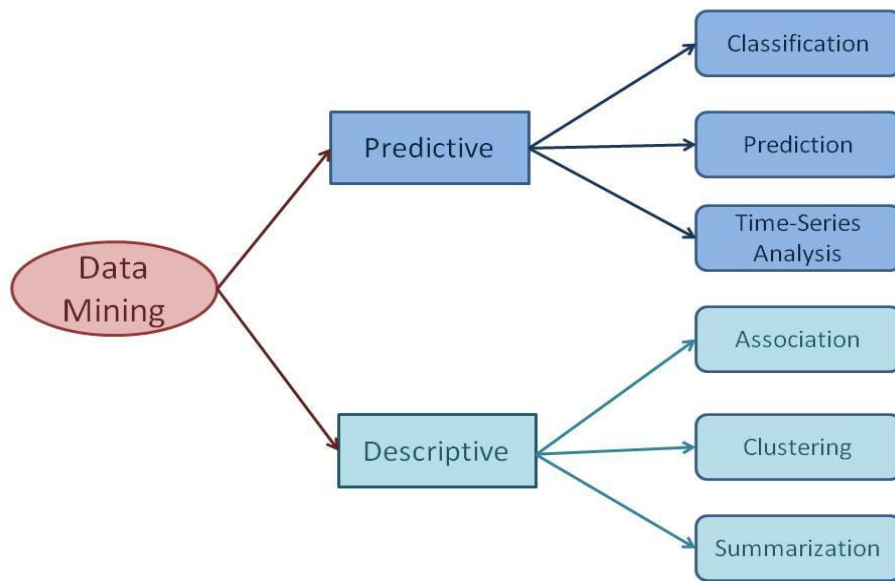 Data
Mining
Predictive
Classification
Prediction
Time-Series
Analysis
Descriptive
Association
Clustering
Summarization